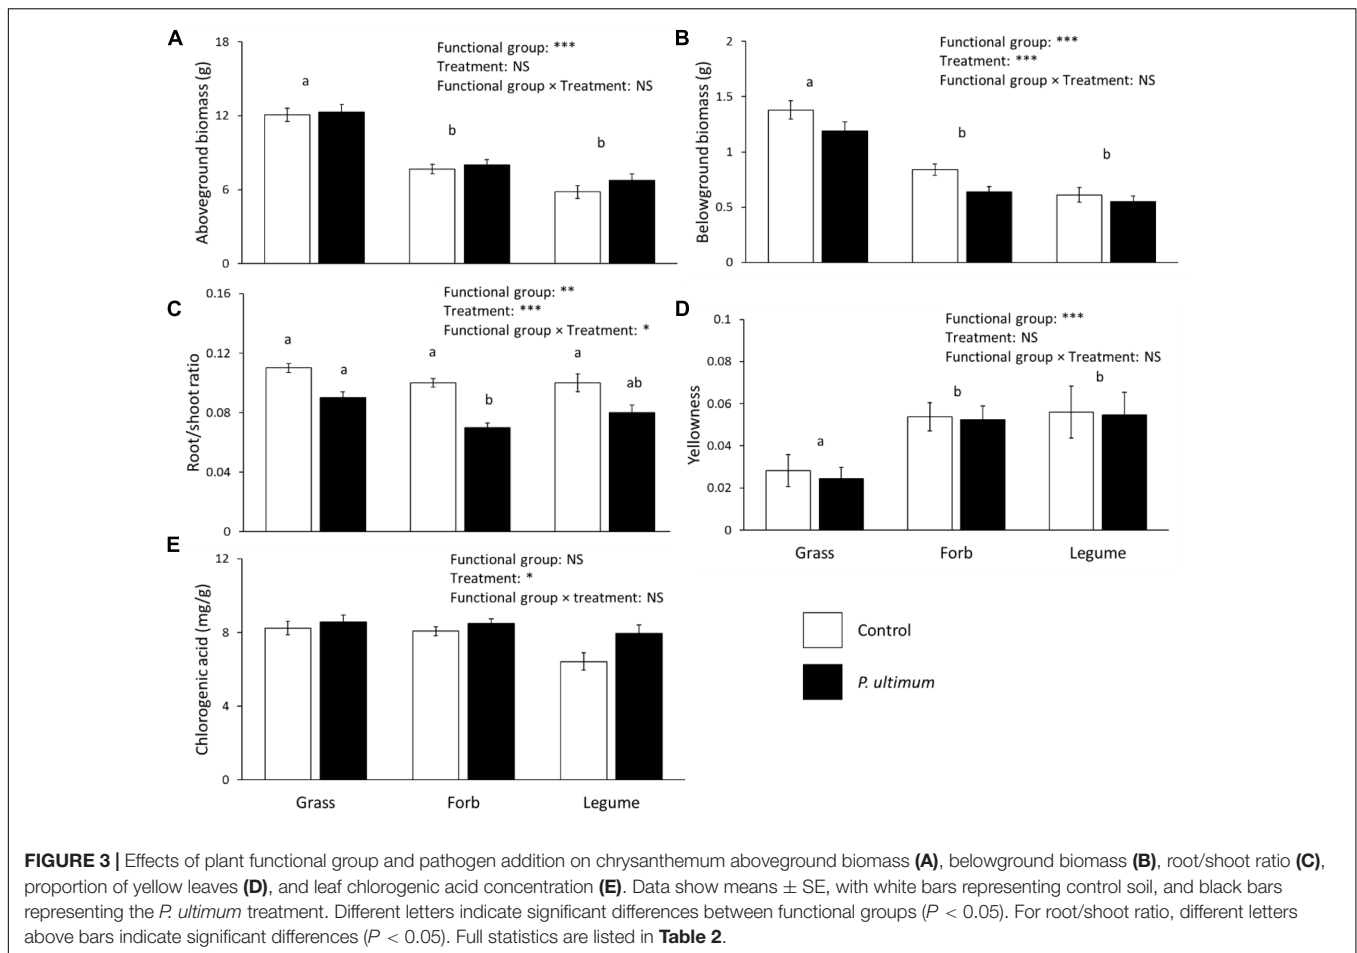 A
18
12
6
0
Aboveground biomass (g)
Functional group: ***
Treatment: NS
Functional group × Treatment: NS
a
b
b
B
2
1.5
1
0.5
0
Belowground biomass (g)
Functional group: ***
Treatment: ***
Functional group × Treatment: NS
a
b
b
C
0.16
0.12
0.08
0.04
0
Root/shoot ratio
Functional group: **
Treatment: ***
Functional group × Treatment: *
a
a
a
b
a
ab
D
0.1
0.08
0.06
0.04
0.02
0
Yellowness
Functional group: ***
Treatment: NS
Functional group × Treatment: NS
a
b
b
Grass Forb Legume
E
12
8
4
0
Chlorogenic acid (mg/g)
Functional group: NS
Treatment: *
Functional group × treatment: NS
Grass Forb Legume
Control
P. ultimum
FIGURE 3 | Effects of plant functional group and pathogen addition on chrysanthemum aboveground biomass (A), belowground biomass (B), root/shoot ratio (C),
proportion of yellow leaves (D), and leaf chlorogenic acid concentration (E). Data show means ± SE, with white bars representing control soil, and black bars
representing the P. ultimum treatment. Different letters indicate significant differences between functional groups (P < 0.05). For root/shoot ratio, different letters
above bars indicate significant differences (P < 0.05). Full statistics are listed in Table 2.